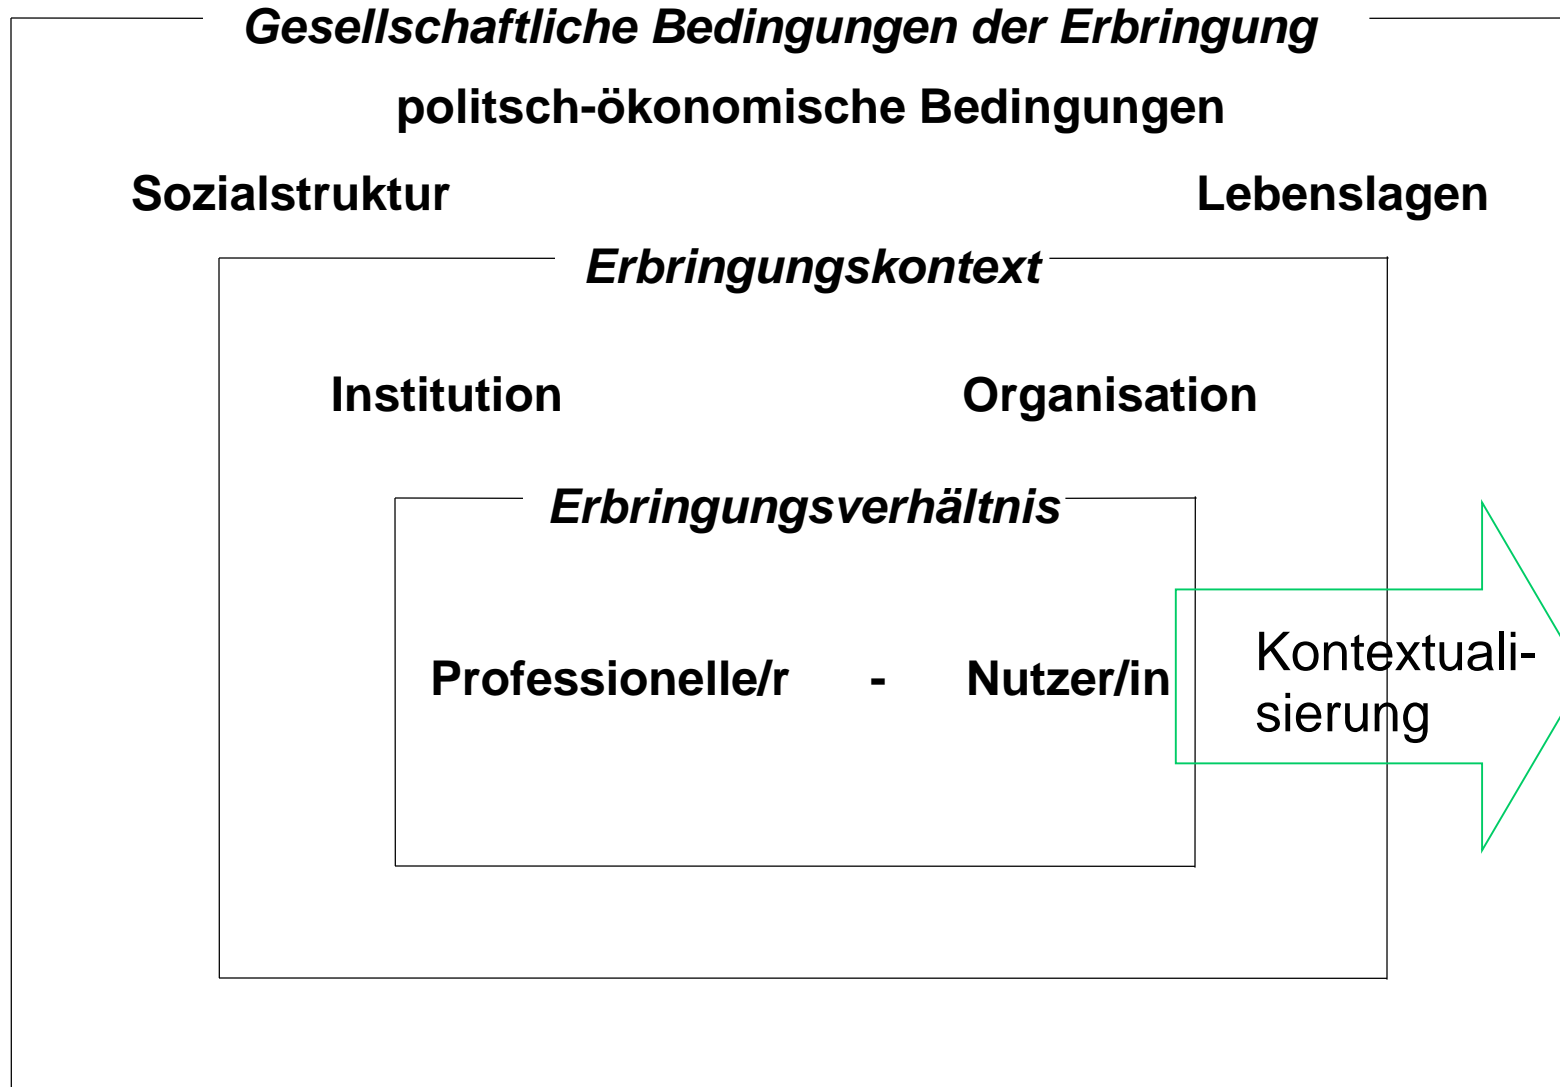 Gesellschaftliche Bedingungen der Erbringung
politsch-ökonomische Bedingungen
Sozialstruktur Lebenslagen
Erbringungskontext
Institution Organisation
Erbringungsverhältnis
Professionelle/r - Nutzer/in
Kontextuali-
sierung